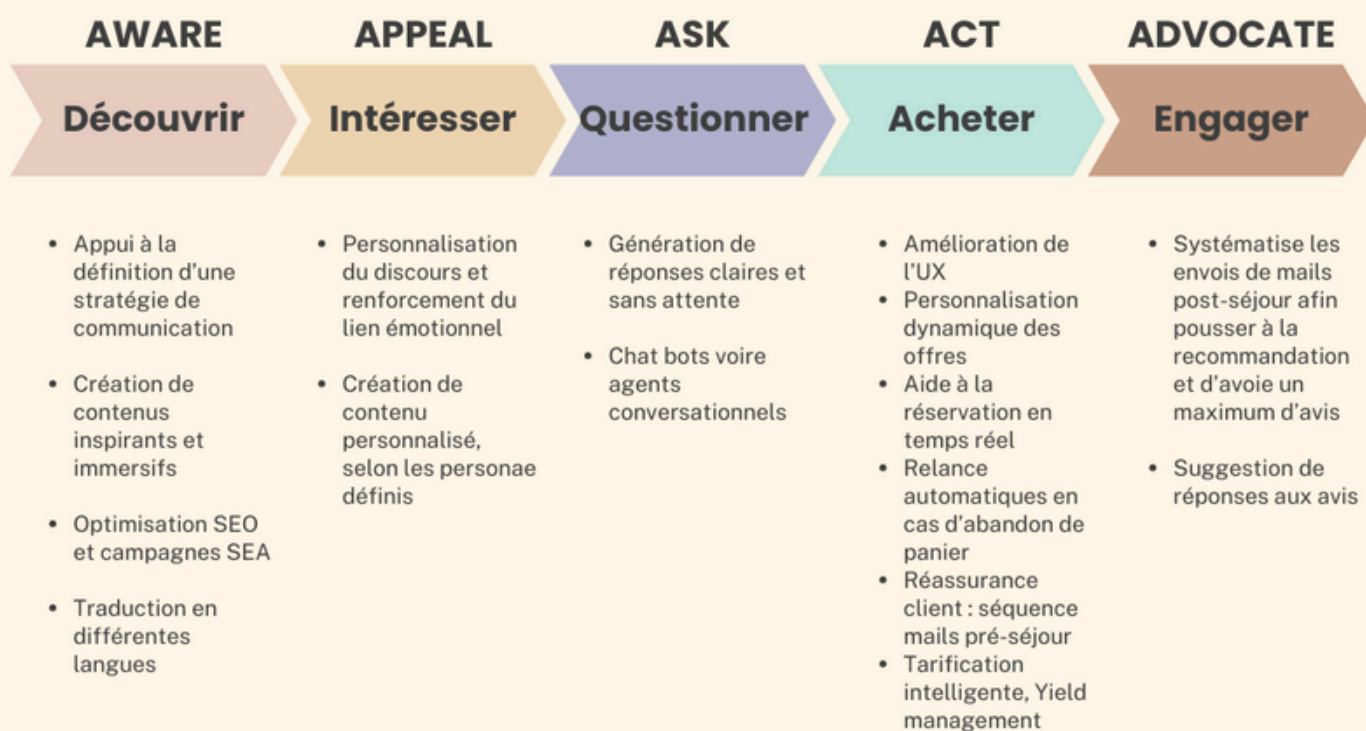 AWARE
APPEAL
ASK
ACT
ADVOCATE
Découvrir
Intéresser
Questionner
Acheter
Engager
• Appui à la
définition d'une
stratégie de
communication
• Création de
contenus
inspirants et
immersifs
• Optimisation SEO
et campagnes SEA
• Traduction en
différentes
langues
• Personnalisation
du discours et
renforcement du
lien émotionnel
• Création de
contenu
personnalisé,
selon les personae
définis
• Génération de
réponses claires et
sans attente
• Chat bots voire
agents
conversationnels
• Amélioration de
l'UX
• Personnalisation
dynamique des
offres
• Aide à la
réservation en
temps réel
• Relance
automatiques en
cas d'abandon de
panier
• Réassurance
client : séquence
mails pré-séjour
• Tarification
intelligente, Yield
management
• Systématise les
envois de mails
post-séjour afin
pousser à la
recommandation
et d'avoie un
maximum d'avis
• Suggestion de
réponses aux avis